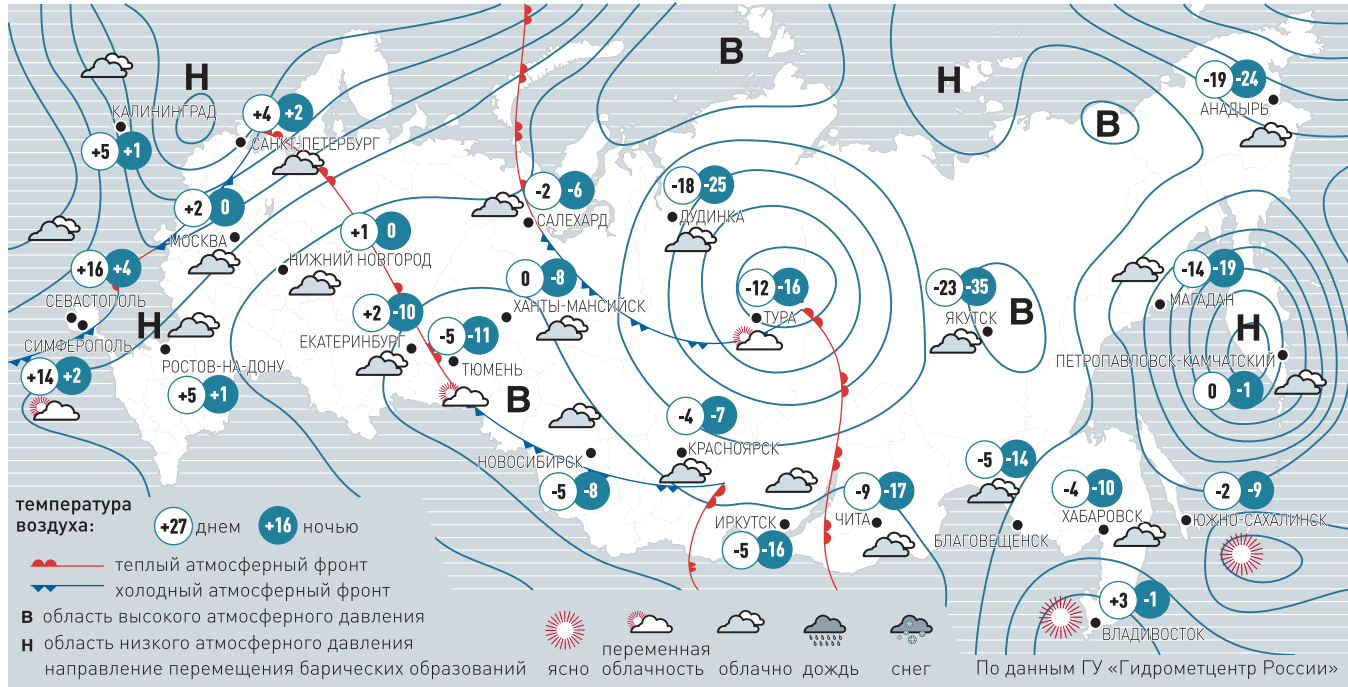 В
Н
Н
-19 -24
АНАДЫРЬ
КАЛИНИНГРАД
+5 +1
+4 +2
САНКТ-ПЕТЕРБУРГ
В
-2 -6
САЛЕХАРД
-18 -25
ДУДИНКА
+2 0
МОСКВА
+1 0
НИЖНИЙ НОВГОРОД
+16 +4
СЕВАСТОПОЛЬ
СИМФЕРОПОЛЬ
+14 +2
Н
РОСТОВ-НА-ДОНУ
+5 +1
0 -8
ХАНТЫ-МАНСИЙСК
+2 -10
ЕКАТЕРИНБУРГ
-5 -11
ТЮМЕНЬ
В
-12 -16
ТУРА
-23 -35
ЯКУТСК
В
-14 -19
МАГАДАН
Н
ПЕТРОПАВЛОВСК-КАМЧАТСКИЙ
0 -1
-4 -7
КРАСНОЯРСК
НОВОСИБИРСК
-5 -8
ИРКУТСК
-5 -16
-9 -17
ЧИТА
-5 -14
БЛАГОВЕЩЕНСК
-4 -10
ХАБАРОВСК
-2 -9
ЮЖНО-САХАЛИНСК
+3 -1
ВЛАДИВОСТОК
температура
воздуха:
+27 днем +16 ночью
теплый атмосферный фронт
холодный атмосферный фронт
В область высокого атмосферного давления
Н область низкого атмосферного давления
направление перемещения барических образований
ясно
переменная
облачность
облачно
дождь
снег
По данным ГУ «Гидрометцентр России»